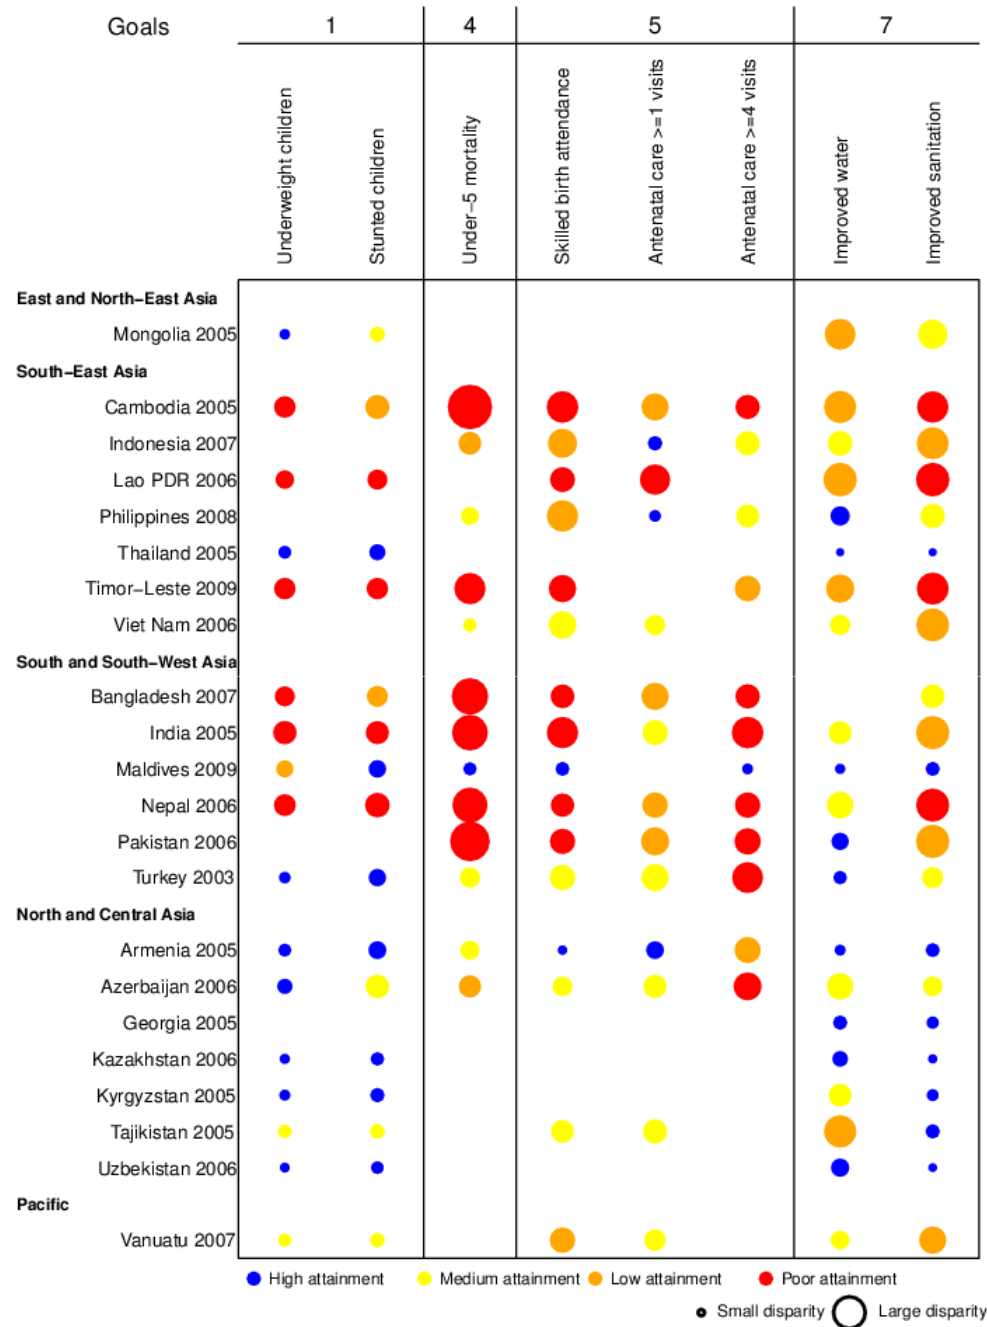 Goals 1 4 5 7
Underweight children
Stunted children
Under−5 mortality
Skilled birth attendance
Antenatal care >=1 visits
Antenatal care >=4 visits
Improved water
Improved sanitation
East and North−East Asia
Mongolia 2005
South−East Asia
Cambodia 2005
Indonesia 2007
Lao PDR 2006
Philippines 2008
Thailand 2005
Timor−Leste 2009
Viet Nam 2006
South and South−West Asia
Bangladesh 2007
India 2005
Maldives 2009
Nepal 2006
Pakistan 2006
Turkey 2003
North and Central Asia
Armenia 2005
Azerbaijan 2006
Georgia 2005
Kazakhstan 2006
Kyrgyzstan 2005
Tajikistan 2005
Uzbekistan 2006
Pacific
Vanuatu 2007
High attainment Medium attainment Low attainment Poor attainment
Small disparity Large disparity